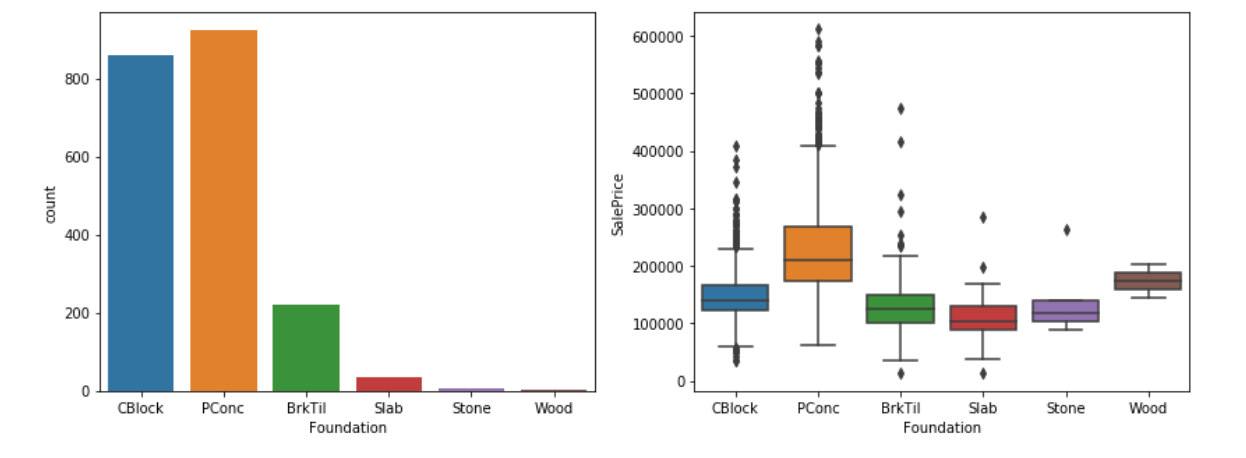 800
600
400
200
0
count
CBlock PConc BrkTil Slab Stone Wood
Foundation
600000
500000
400000
300000
200000
100000
0
SalePrice
CBlock PConc BrkTil Slab Stone Wood
Foundation